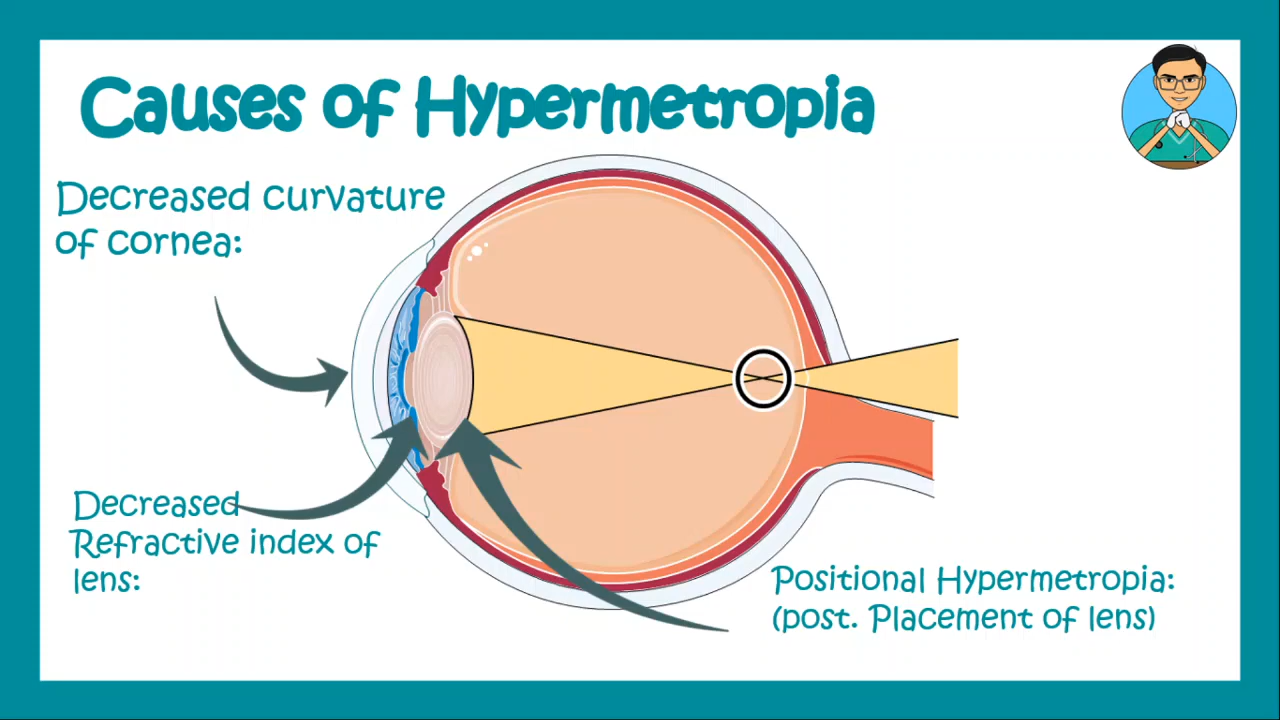 Causes of Hypermetropia
Decreased curvature
of cornea:
Decreased
Refractive index of
lens:
Positional Hypermetropia:
(post. Placement of lens)